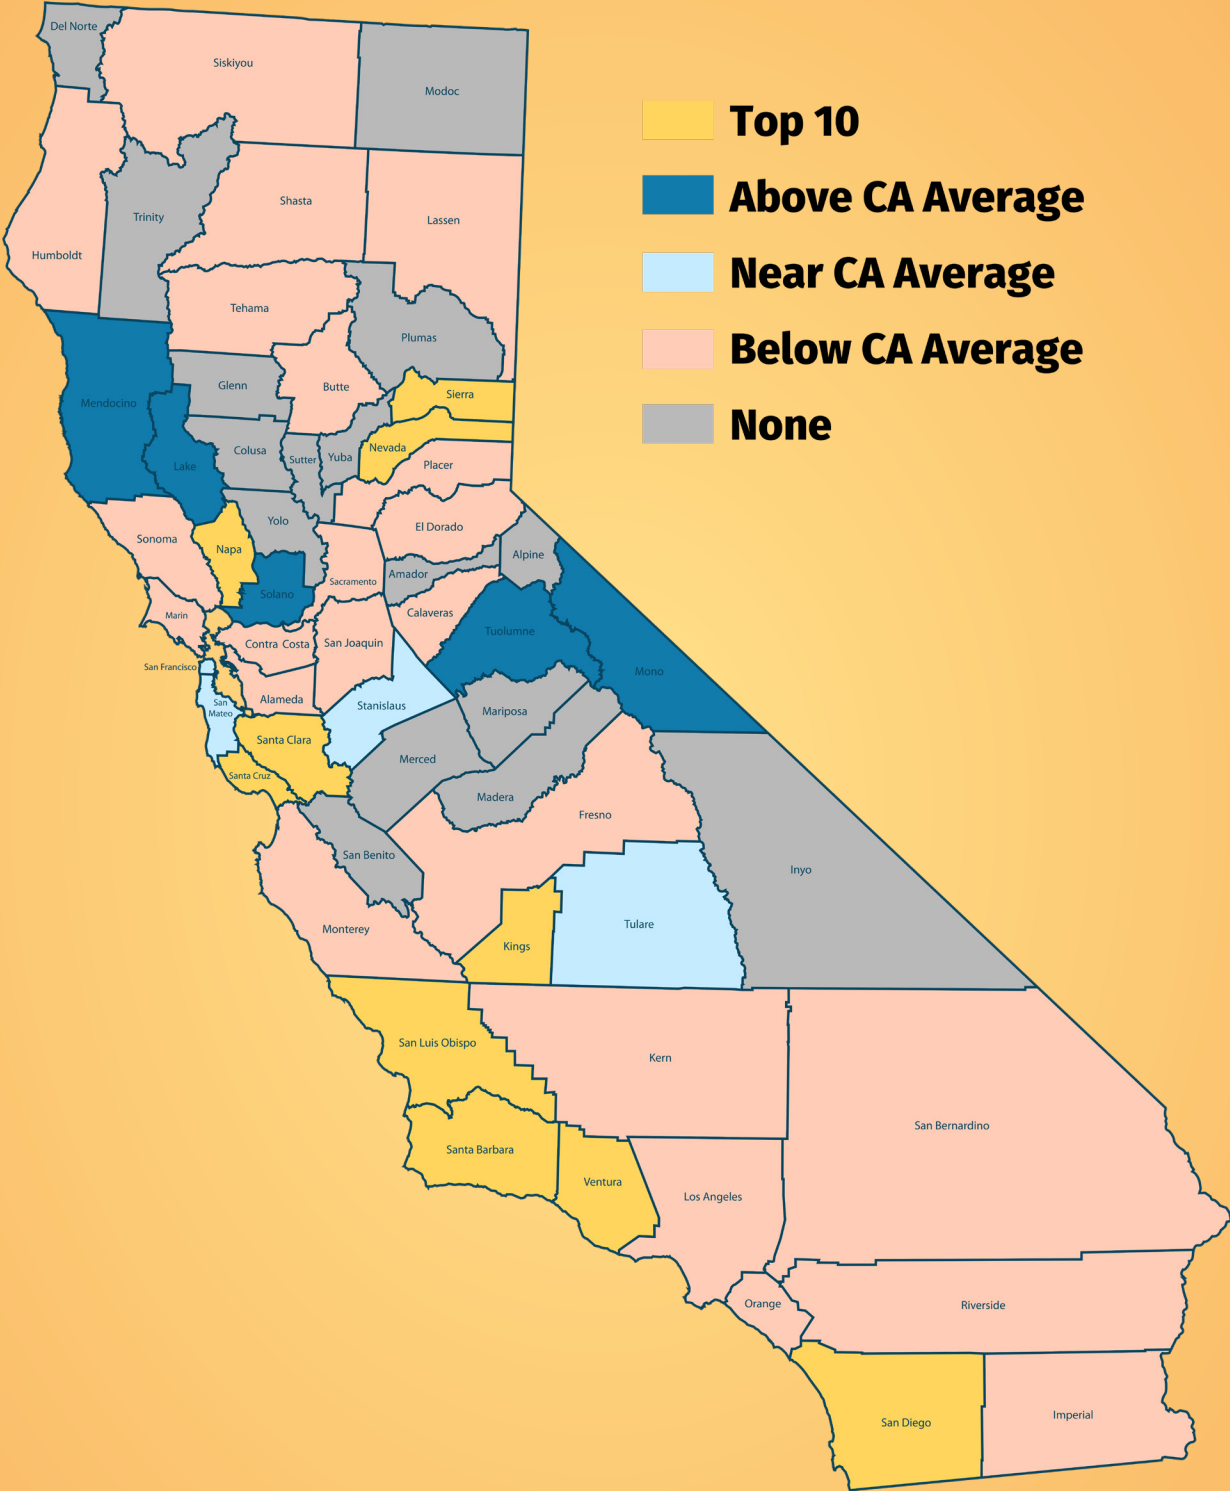 Del Norte
Siskiyou
Modoc
Top 10
Above CA Average
Near CA Average
Below CA Average
None
Trinity
Shasta
Lassen
Humboldt
Tehama
Plumas
Glenn
Butte
Sierra
Mendocino
Colusa
Sutter
Yuba
Nevada
Placer
Lake
Yolo
El Dorado
Sonoma
Napa
Alpine
Amador
Sacramento
Solano
Marin
Calaveras
Tuolumne
Contra Costa
San Joaquin
San Francisco
Mono
Alameda
San
Mateo
Stanislaus
Mariposa
Santa Clara
Merced
Santa Cruz
Madera
Fresno
San Benito
Inyo
Monterey
Tulare
Kings
San Luis Obispo
Kern
San Bernardino
Santa Barbara
Ventura
Los Angeles
Orange
Riverside
San Diego
Imperial